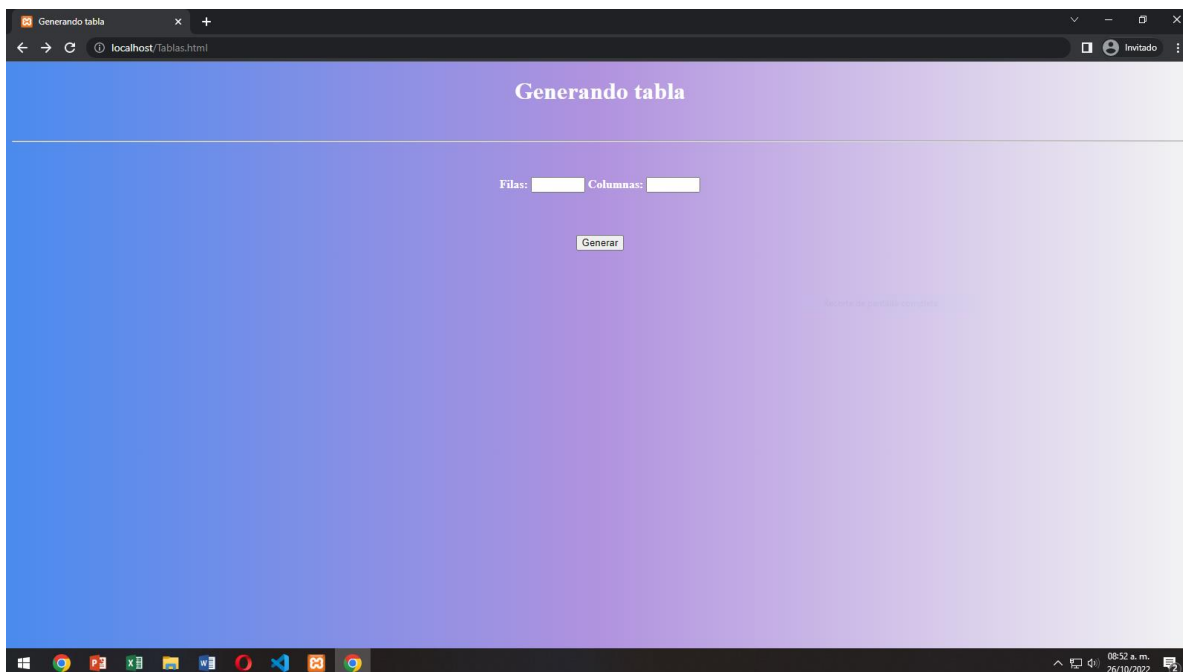 Generando tabla
localhost/Tablas.html
Invitado
Generando tabla
Filas: Columnas:
Generar
08:52 a. m.
26/10/2022